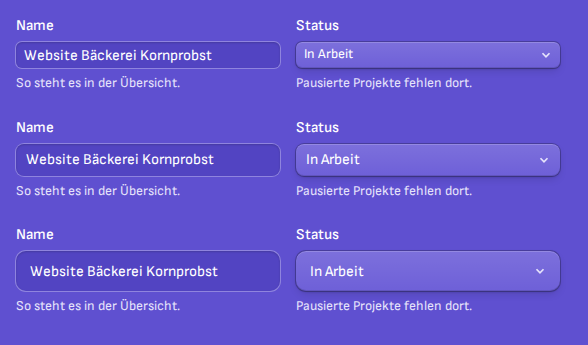 Name
Status
Website Bäckerei Kornprobst
In Arbeit
So steht es in der Übersicht.
Pausierte Projekte fehlen dort.
Name
Status
Website Bäckerei Kornprobst
In Arbeit
So steht es in der Übersicht.
Pausierte Projekte fehlen dort.
Name
Status
Website Bäckerei Kornprobst
In Arbeit
So steht es in der Übersicht.
Pausierte Projekte fehlen dort.